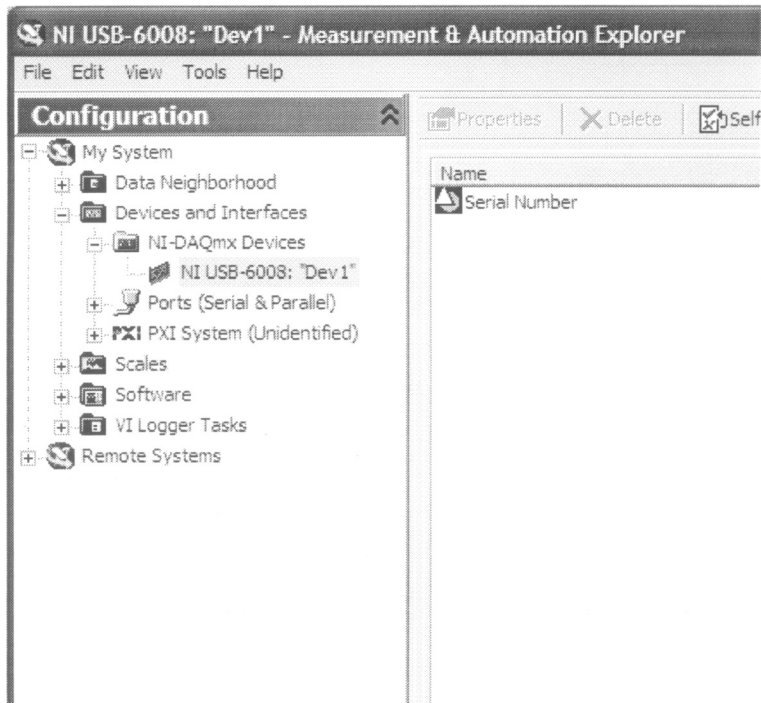 NI USB-6008: "Dev1" - Measurement & Automation Explorer
File Edit View Tools Help
Configuration
My System
Data Neighborhood
Devices and Interfaces
NI-DAQmx Devices
NI USB-6008: "Dev1"
Ports (Serial & Parallel)
PXI PXI System (Unidentified)
Scales
Software
VI Logger Tasks
Remote Systems
Properties Delete Self
Name
Serial Number